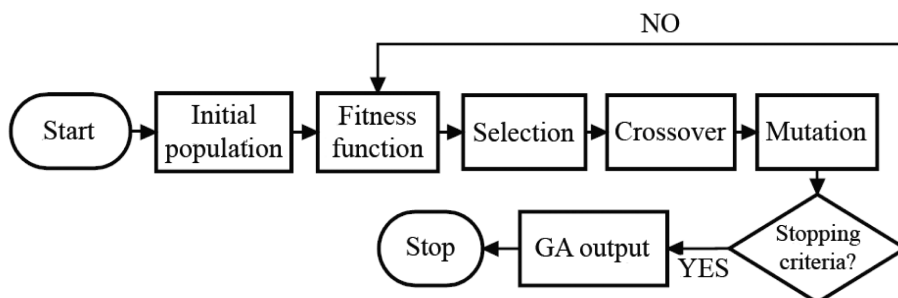 NO
Start
Initial
population
Fitness
function
Selection
Crossover
Mutation
Stopping
criteria?
YES
GA output
Stop